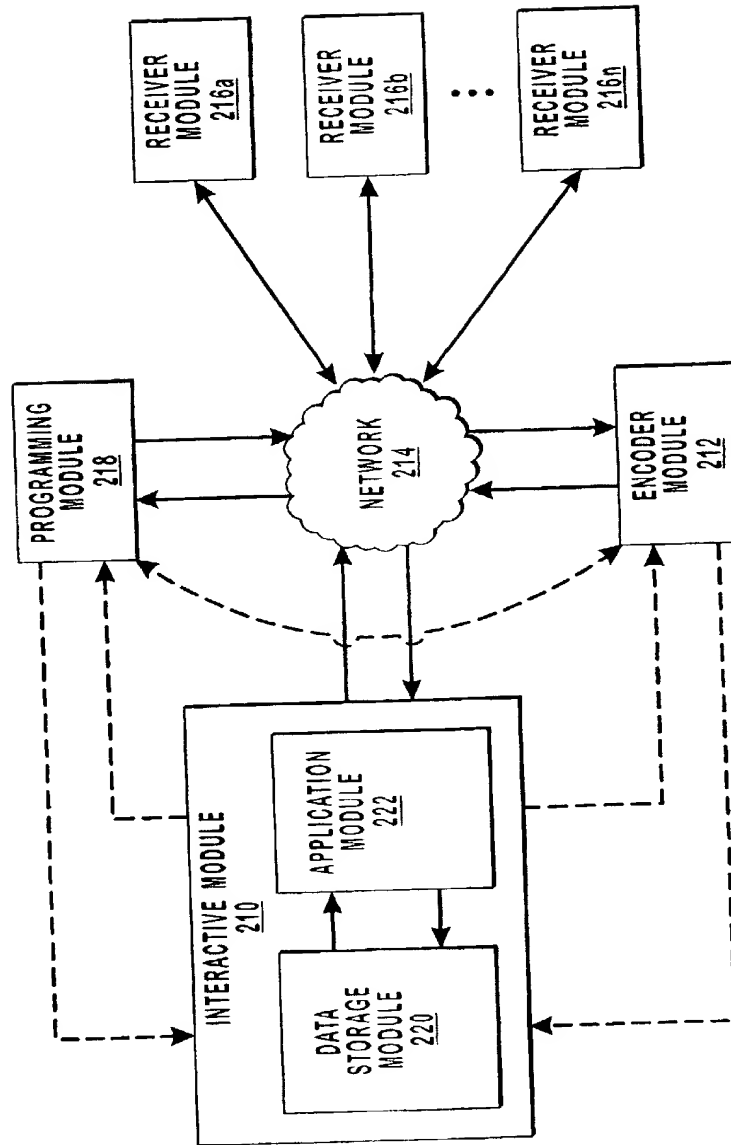 INTERACTIVE MODULE
210
DATA
STORAGE
MODULE
220
APPLICATION
MODULE
222
PROGRAMMING
MODULE
218
NETWORK
214
ENCODER
MODULE
212
RECEIVER
MODULE
216a
RECEIVER
MODULE
216b
RECEIVER
MODULE
216n